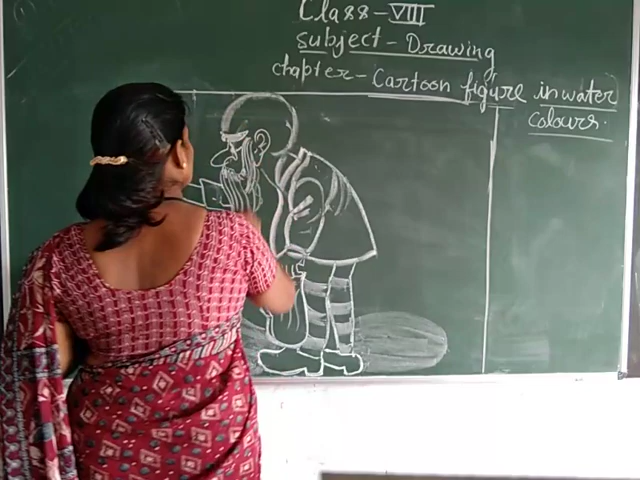 Class - VIII
subject - Drawing
chapter - Cartoon figure in water
colours.